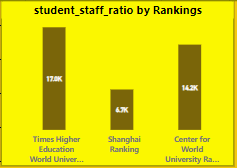 student_staff_ratio by Rankings
17.0K
6.7K
14.2K
Times Higher
Education
World Univer...
Shanghai
Ranking
Center for
World
University Ra...